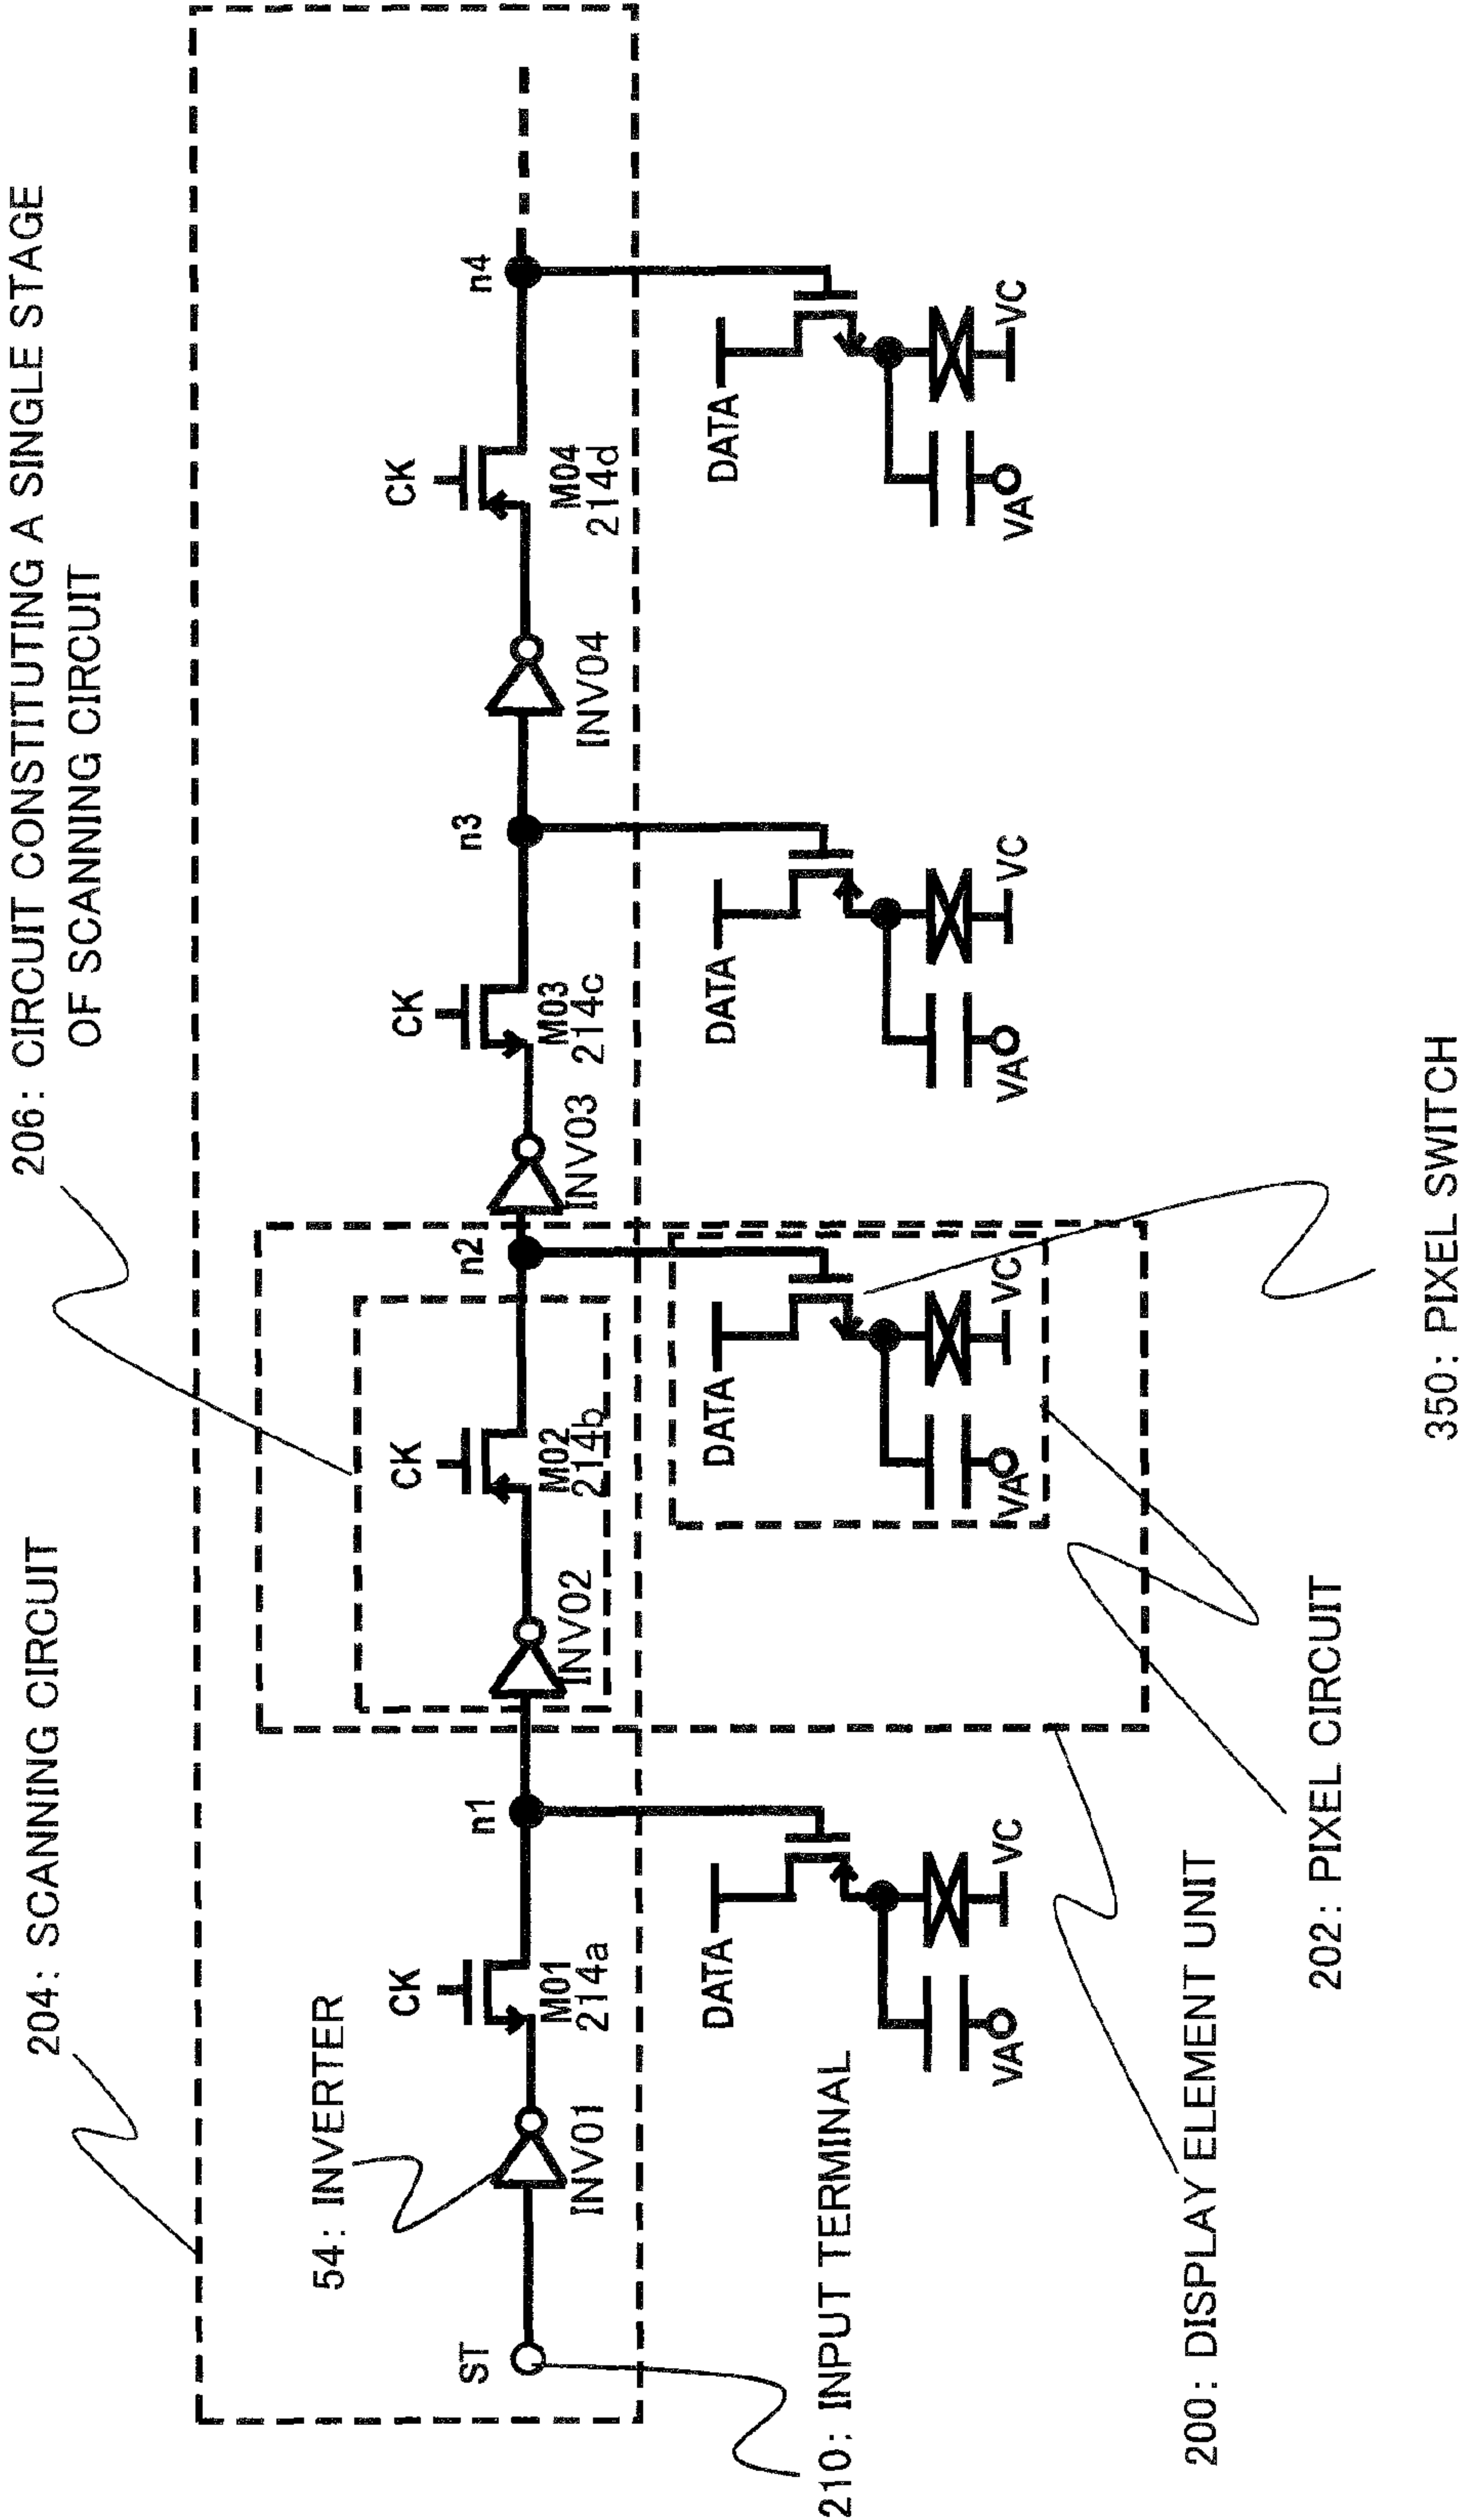 206: CIRCUIT CONSTITUTING A SINGLE STAGE
OF SCANNING CIRCUIT
204: SCANNING CIRCUIT
54: INVERTER
CK
CK
CK
CK
ST
n1
n2
n3
n4
INV01
M01
214a
INV02
M02
214b
INV03
M03
214c
INV04
M04
214d
DATA
DATA
DATA
DATA
VA
VC
VA
VC
VA
VC
VA
VC
210: INPUT TERMINAL
200: DISPLAY ELEMENT UNIT
202: PIXEL CIRCUIT
350: PIXEL SWITCH